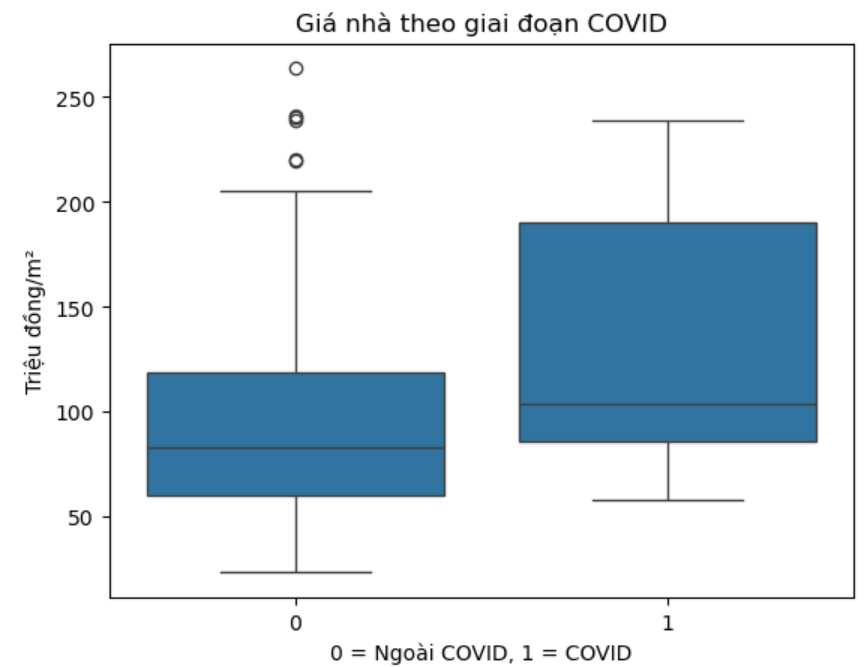 Giá nhà theo giai đoạn COVID
Triệu đồng/m²
250
200
150
100
50
0
1
0 = Ngoài COVID, 1 = COVID